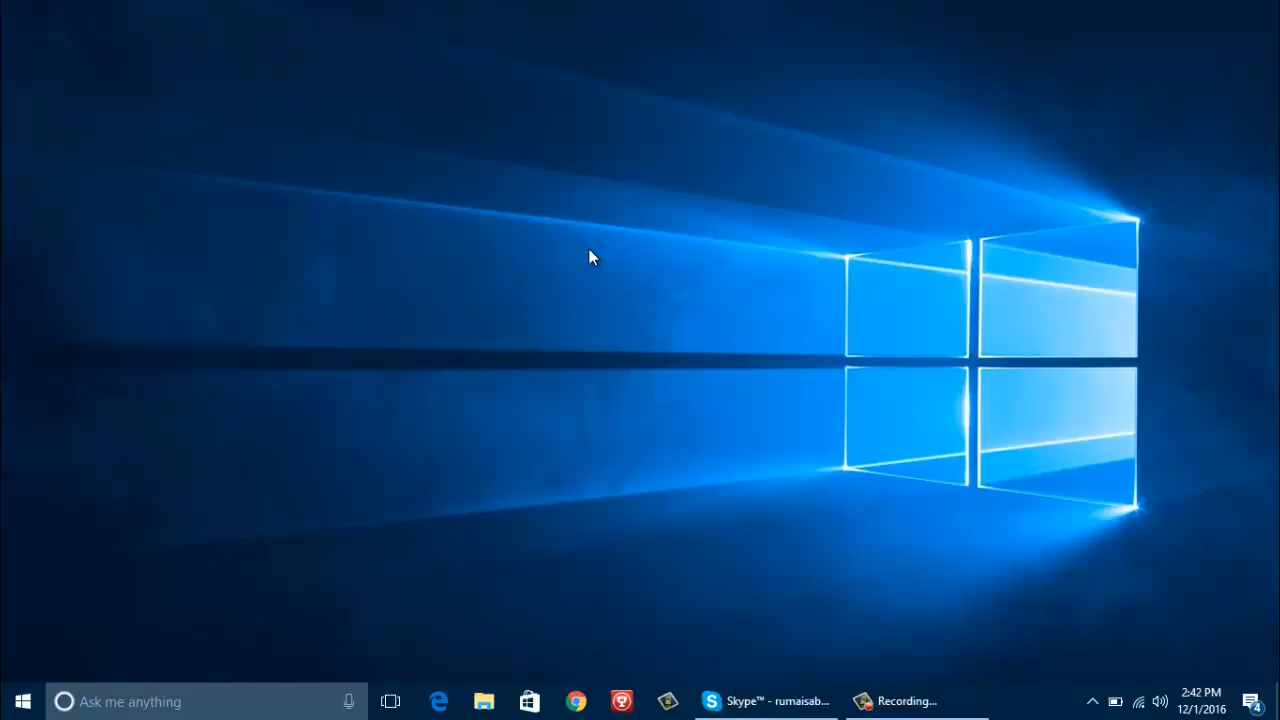 Ask me anything
Skype™ - rumaisab...
Recording...
2:42 PM
12/1/2016
4